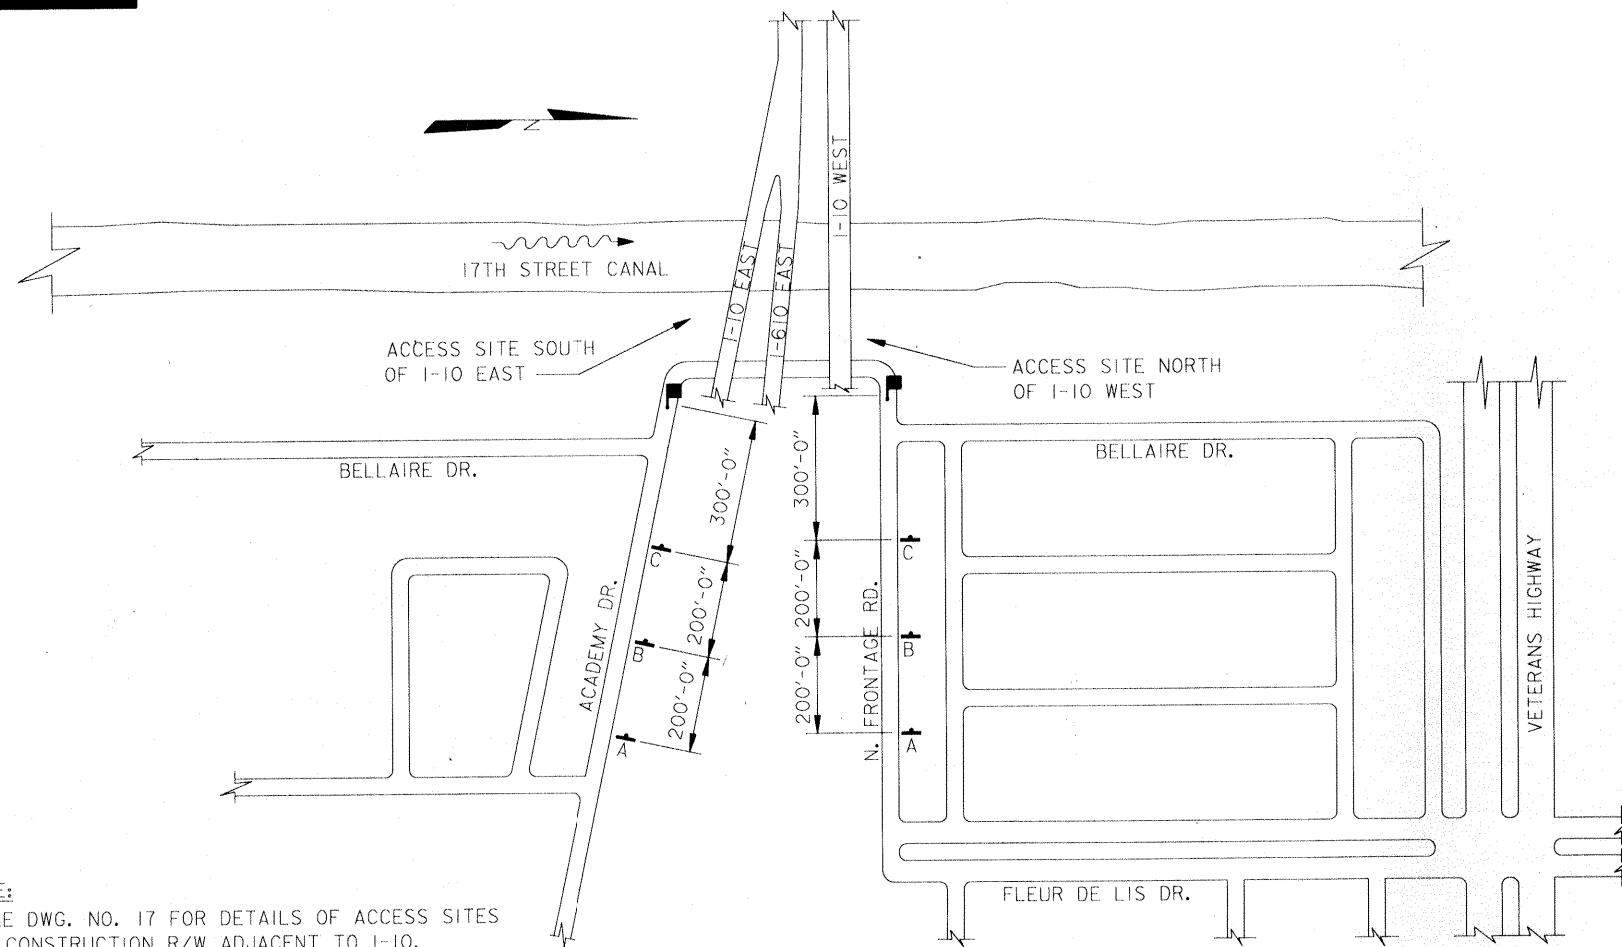 N
I-10 WEST
I-10 EAST
I-610 EAST
17TH STREET CANAL
ACCESS SITE SOUTH
OF I-10 EAST
ACCESS SITE NORTH
OF I-10 WEST
BELLAIRE DR.
BELLAIRE DR.
300'-0"
300'-0"
C
C
200'-0"
200'-0"
B
B
200'-0"
200'-0"
A
A
ACADEMY DR.
N. FRONTAGE RD.
VETERANS HIGHWAY
FLEUR DE LIS DR.
E:
E DWG. NO. 17 FOR DETAILS OF ACCESS SITES
CONSTRUCTION R/W ADJACENT TO I-10.